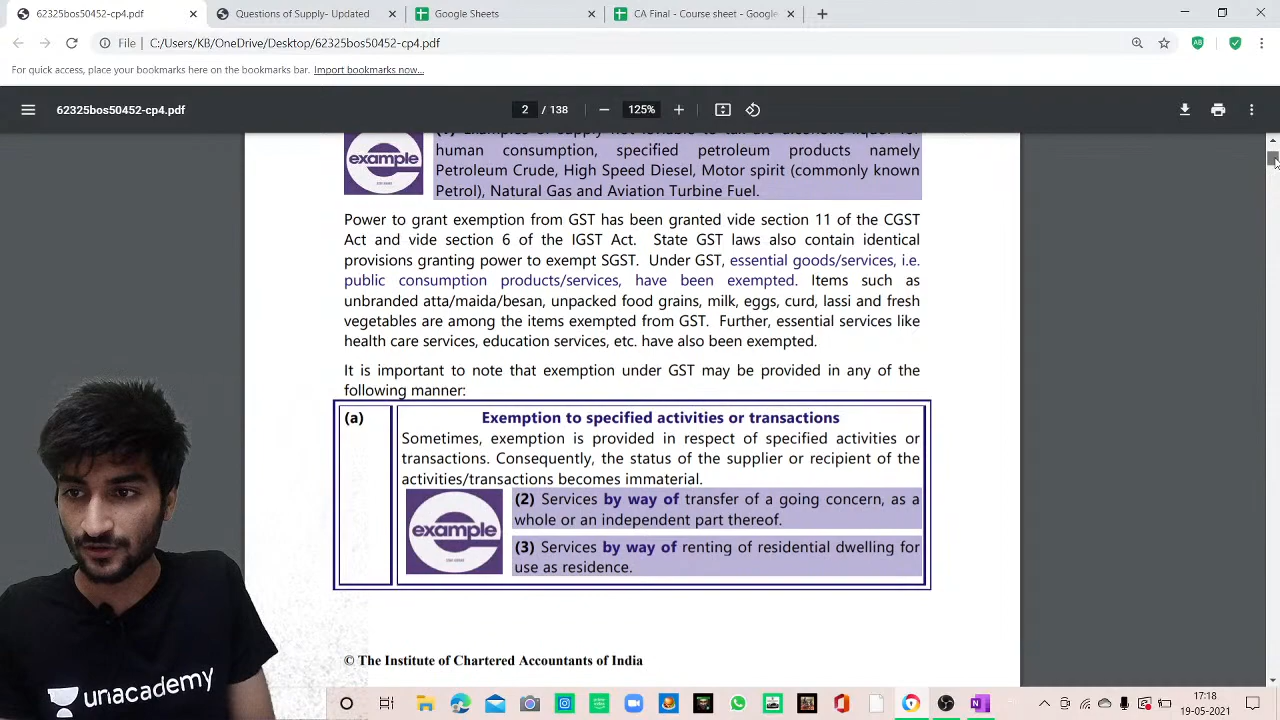 62325bos50452-cp4.pdf
Questions of Supply- Updated
Google Sheets
CA Final - Course sheet - Google
File
C:/Users/KB/OneDrive/Desktop/62325bos50452-cp4.pdf
For quick access, place your bookmarks here on the bookmarks bar. Import bookmarks now...
62325bos50452-cp4.pdf
2 / 138
125%
example
human consumption, specified petroleum products namely
Petroleum Crude, High Speed Diesel, Motor spirit (commonly known
Petrol), Natural Gas and Aviation Turbine Fuel.
Power to grant exemption from GST has been granted vide section 11 of the CGST
Act and vide section 6 of the IGST Act. State GST laws also contain identical
provisions granting power to exempt SGST. Under GST, essential goods/services, i.e.
public consumption products/services, have been exempted. Items such as
unbranded atta/maida/besan, unpacked food grains, milk, eggs, curd, lassi and fresh
vegetables are among the items exempted from GST. Further, essential services like
health care services, education services, etc. have also been exempted.
It is important to note that exemption under GST may be provided in any of the
following manner:
(a)
Exemption to specified activities or transactions
Sometimes, exemption is provided in respect of specified activities or
transactions. Consequently, the status of the supplier or recipient of the
activities/transactions becomes immaterial.
example
(2) Services by way of transfer of a going concern, as a
whole or an independent part thereof.
(3) Services by way of renting of residential dwelling for
use as residence.
© The Institute of Chartered Accountants of India
unacademy
17:18
19-05-2021